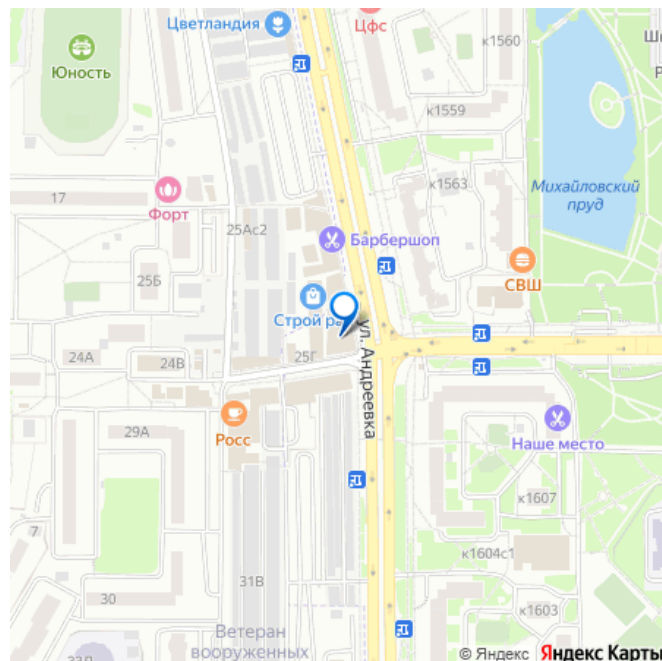 Цветландия
Цфс
к1560
Юность
к1559
17
Форт
к1563
Михайловский
пруд
25Ас2
Барбершоп
25Б
СВШ
Строй
24А
24В
25Г
ул. Андреевка
29А
Росс
Наше место
к1607
7
к1604с1
31В
30
к1603
Ветеран
вооруженных
© Яндекс Яндекс Карты